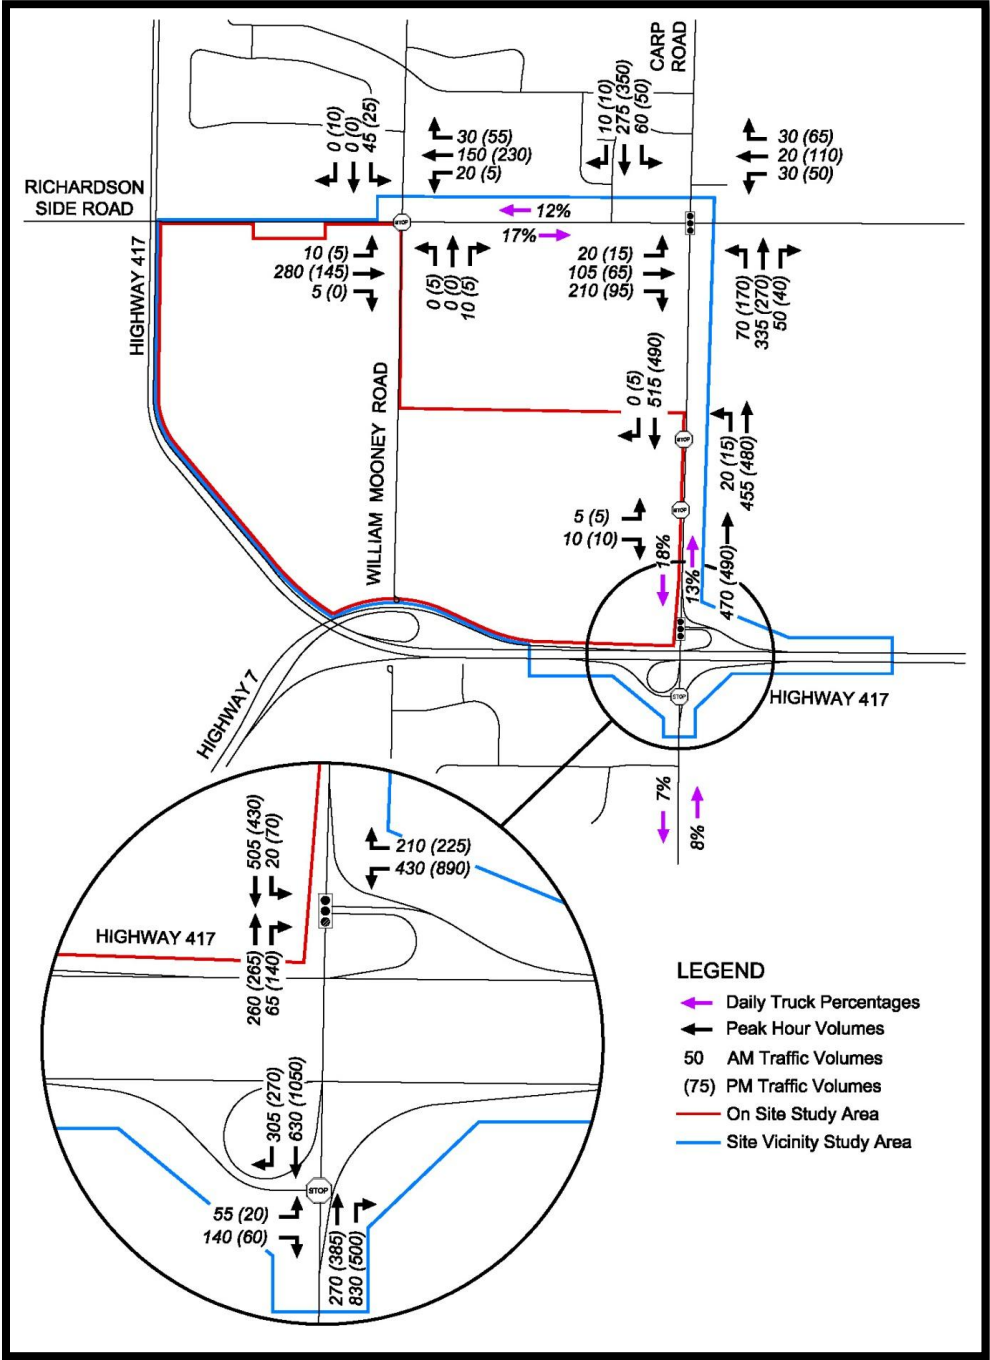 CARP
ROAD
0 (10)
0 (0)
45 (25)
30 (55)
150 (230)
20 (5)
10 (10)
275 (350)
60 (50)
30 (65)
20 (110)
30 (50)
RICHARDSON
SIDE ROAD
STOP
12%
17%
HIGHWAY 417
10 (5)
280 (145)
5 (0)
0 (5)
0 (0)
10 (5)
20 (15)
105 (65)
210 (95)
70 (170)
335 (270)
50 (40)
WILLIAM MOONEY ROAD
0 (5)
515 (490)
STOP
20 (15)
455 (480)
STOP
5 (5)
10 (10)
18%
13%
470 (490)
HIGHWAY 7
STOP
HIGHWAY 417
7%
8%
505 (430)
20 (70)
210 (225)
430 (890)
HIGHWAY 417
260 (265)
65 (140)
305 (270)
630 (1050)
STOP
55 (20)
140 (60)
270 (385)
830 (500)
LEGEND
Daily Truck Percentages
Peak Hour Volumes
50 AM Traffic Volumes
(75) PM Traffic Volumes
On Site Study Area
Site Vicinity Study Area